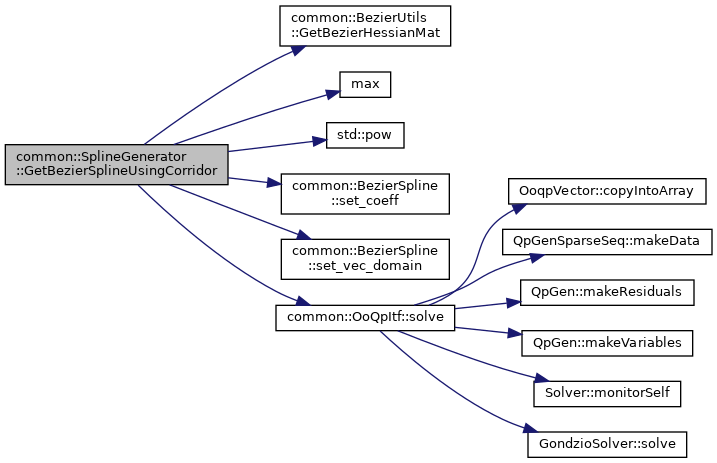 common::BezierUtils
::GetBezierHessianMat
max
std::pow
common::SplineGenerator
::GetBezierSplineUsingCorridor
common::BezierSpline
::set_coeff
common::BezierSpline
::set_vec_domain
common::OoQpItf::solve
OoqpVector::copyIntoArray
QpGenSparseSeq::makeData
QpGen::makeResiduals
QpGen::makeVariables
Solver::monitorSelf
GondzioSolver::solve